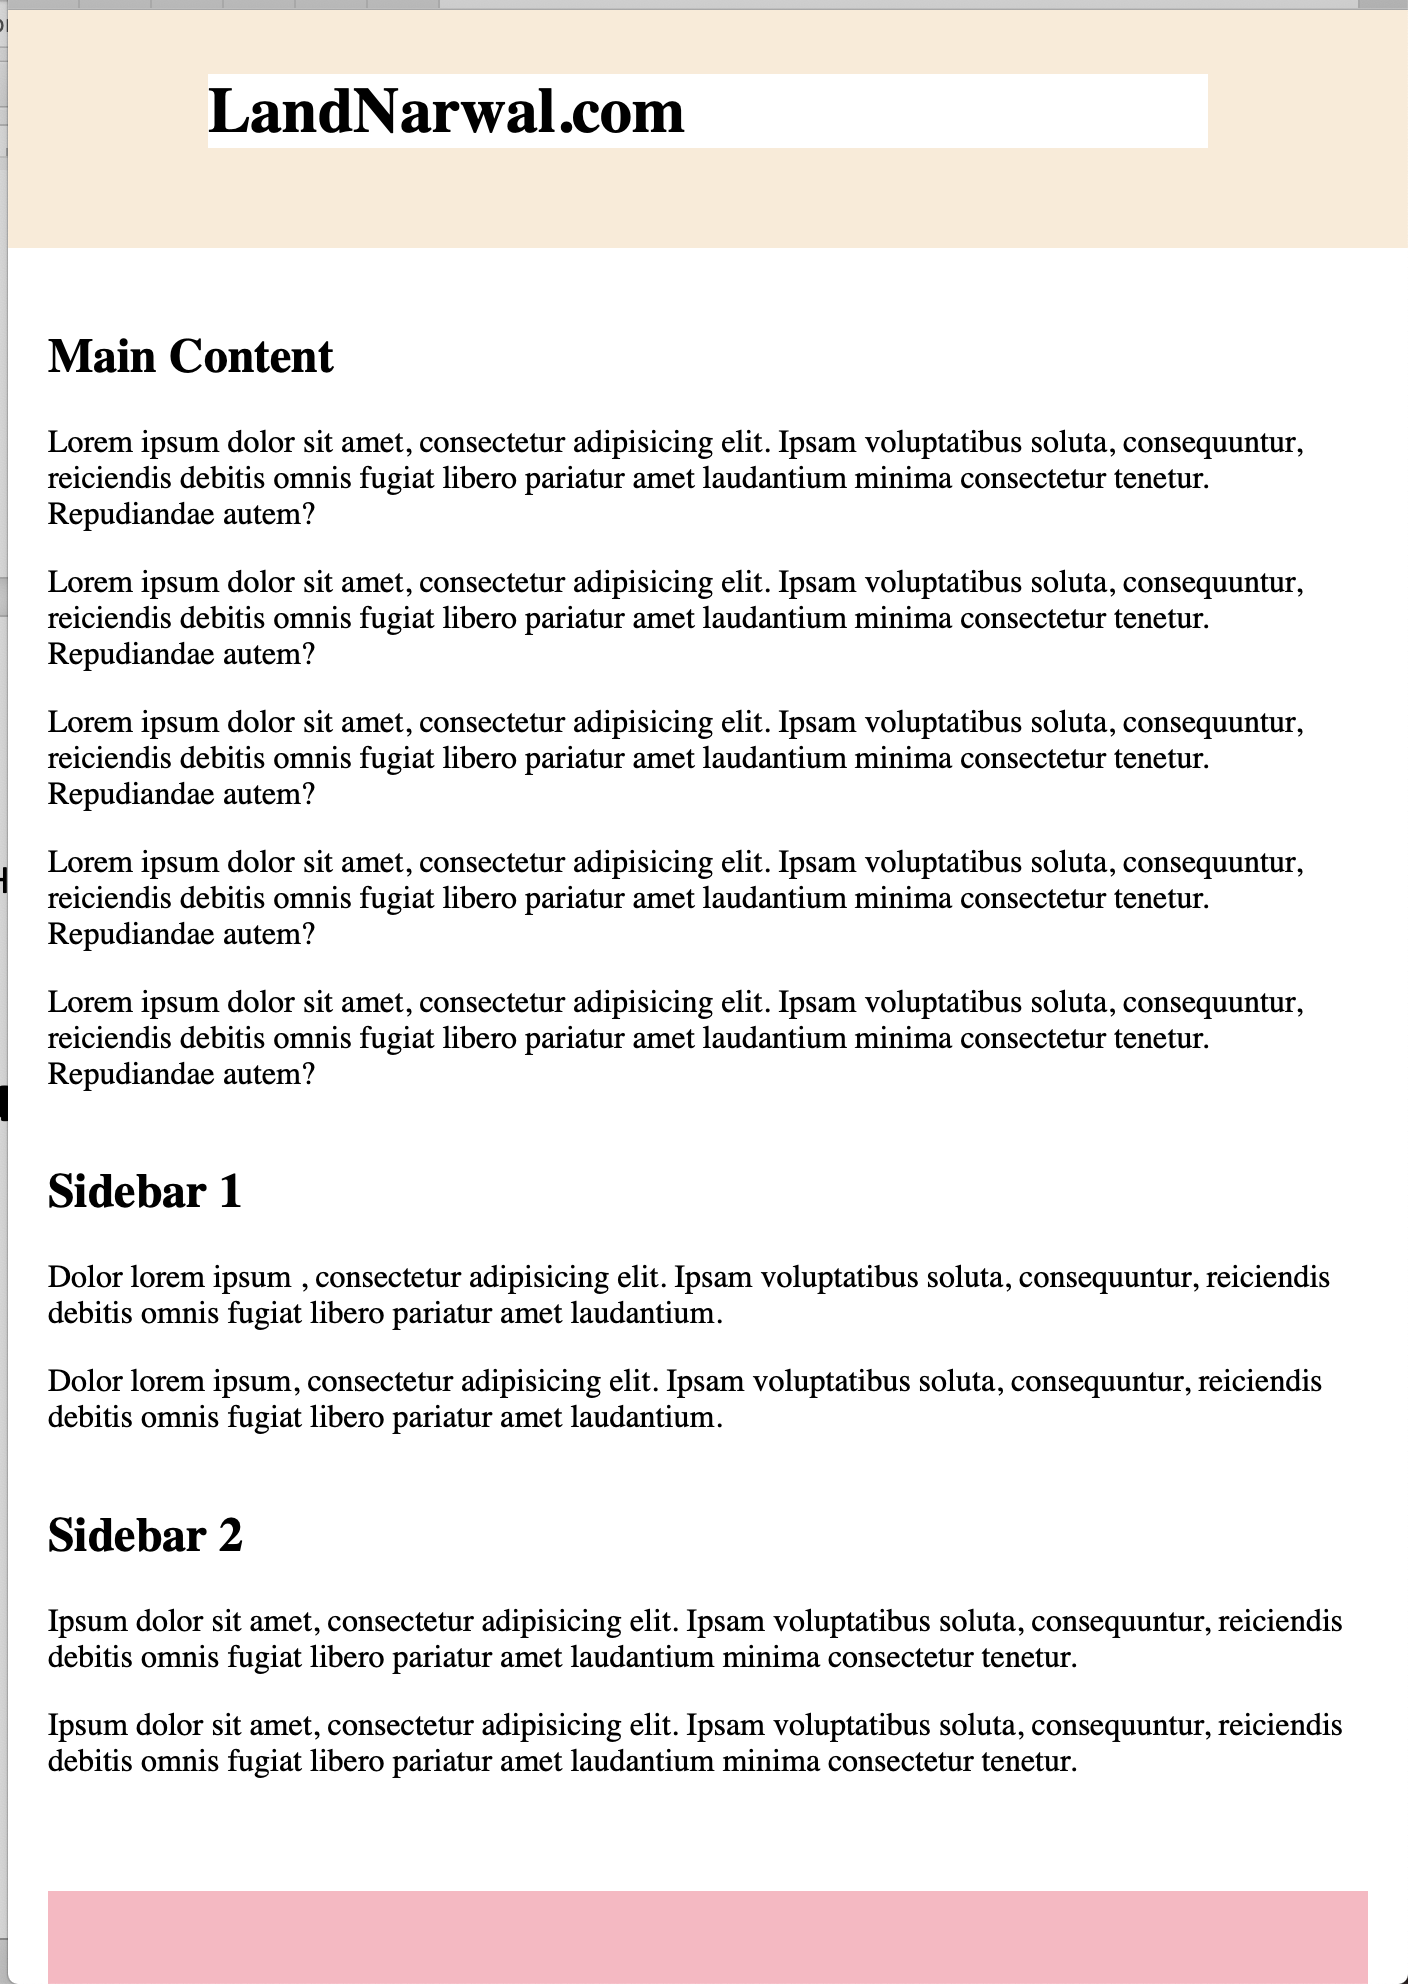 LandNarwal.com
Main Content
Lorem ipsum dolor sit amet, consectetur adipisicing elit. Ipsam voluptatibus soluta, consequuntur,
reiciendis debitis omnis fugiat libero pariatur amet laudantium minima consectetur tenetur.
Repudiandae autem?
Lorem ipsum dolor sit amet, consectetur adipisicing elit. Ipsam voluptatibus soluta, consequuntur,
reiciendis debitis omnis fugiat libero pariatur amet laudantium minima consectetur tenetur.
Repudiandae autem?
Lorem ipsum dolor sit amet, consectetur adipisicing elit. Ipsam voluptatibus soluta, consequuntur,
reiciendis debitis omnis fugiat libero pariatur amet laudantium minima consectetur tenetur.
Repudiandae autem?
Lorem ipsum dolor sit amet, consectetur adipisicing elit. Ipsam voluptatibus soluta, consequuntur,
reiciendis debitis omnis fugiat libero pariatur amet laudantium minima consectetur tenetur.
Repudiandae autem?
Lorem ipsum dolor sit amet, consectetur adipisicing elit. Ipsam voluptatibus soluta, consequuntur,
reiciendis debitis omnis fugiat libero pariatur amet laudantium minima consectetur tenetur.
Repudiandae autem?
Sidebar 1
Dolor lorem ipsum , consectetur adipisicing elit. Ipsam voluptatibus soluta, consequuntur, reiciendis
debitis omnis fugiat libero pariatur amet laudantium.
Dolor lorem ipsum, consectetur adipisicing elit. Ipsam voluptatibus soluta, consequuntur, reiciendis
debitis omnis fugiat libero pariatur amet laudantium.
Sidebar 2
Ipsum dolor sit amet, consectetur adipisicing elit. Ipsam voluptatibus soluta, consequuntur, reiciendis
debitis omnis fugiat libero pariatur amet laudantium minima consectetur tenetur.
Ipsum dolor sit amet, consectetur adipisicing elit. Ipsam voluptatibus soluta, consequuntur, reiciendis
debitis omnis fugiat libero pariatur amet laudantium minima consectetur tenetur.